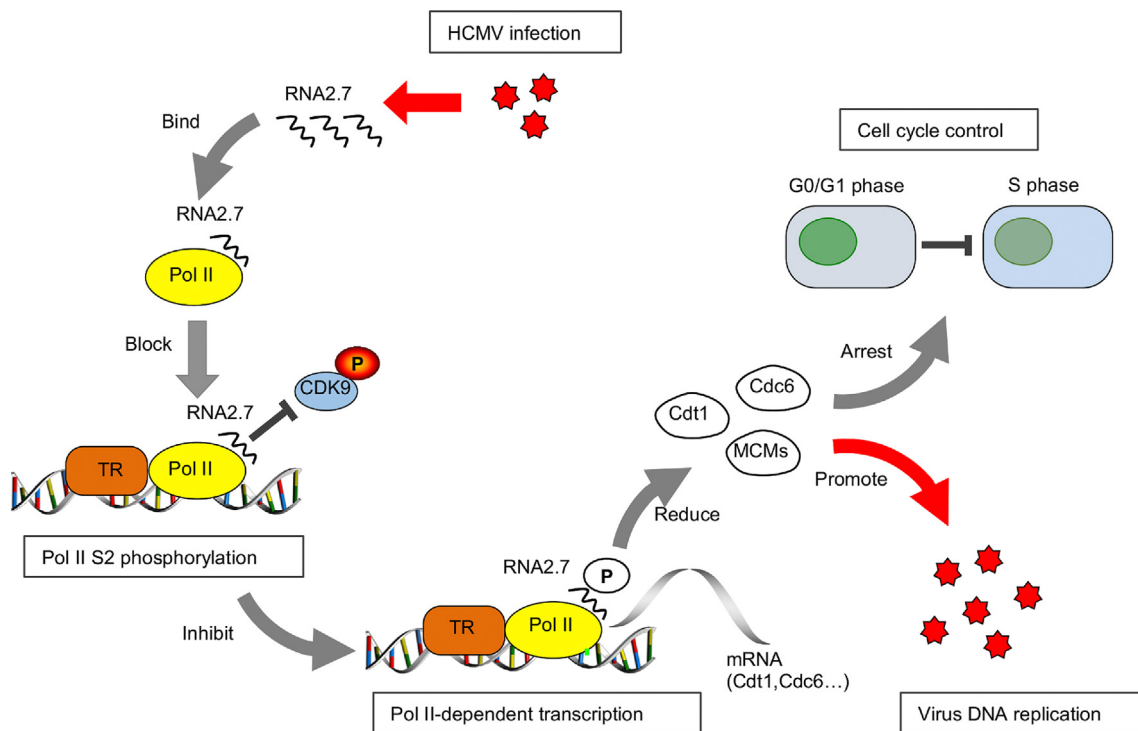 HCMV infection
RNA2.7
Bind
RNA2.7
Pol II
Block
P
CDK9
RNA2.7
TR
Pol II
Pol II S2 phosphorylation
Inhibit
RNA2.7
P
TR
Pol II
mRNA
(Cdt1,Cdc6…)
Pol II-dependent transcription
Reduce
Cdt1
Cdc6
MCMs
Arrest
Promote
Cell cycle control
G0/G1 phase
S phase
Virus DNA replication